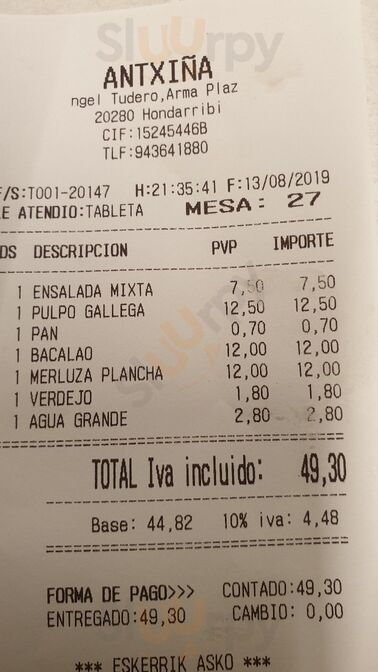 Sluurpy
ANTXIÑA
ngel Tudero,Arma Plaz
20280 Hondarribi
CIF:15245446B
TLF:943641880
F/S:T001-20147 H:21:35:41 F:13/08/2019
LE ATENDIO:TABLETA MESA: 27
DS DESCRIPCION PVP IMPORTE
1 ENSALADA MIXTA 7,50 7,50
1 PULPO GALLEGA 12,50 12,50
1 PAN 0,70 0,70
1 BACALAO 12,00 12,00
1 MERLUZA PLANCHA 12,00 12,00
1 VERDEJO 1,80 1,80
1 AGUA GRANDE 2,80 2,80
TOTAL Iva incluido: 49,30
Base: 44,82 10% iva: 4,48
FORMA DE PAGO>>> CONTADO:49,30
ENTREGADO:49,30 CAMBIO: 0,00
*** ESKERRIK ASKO ***